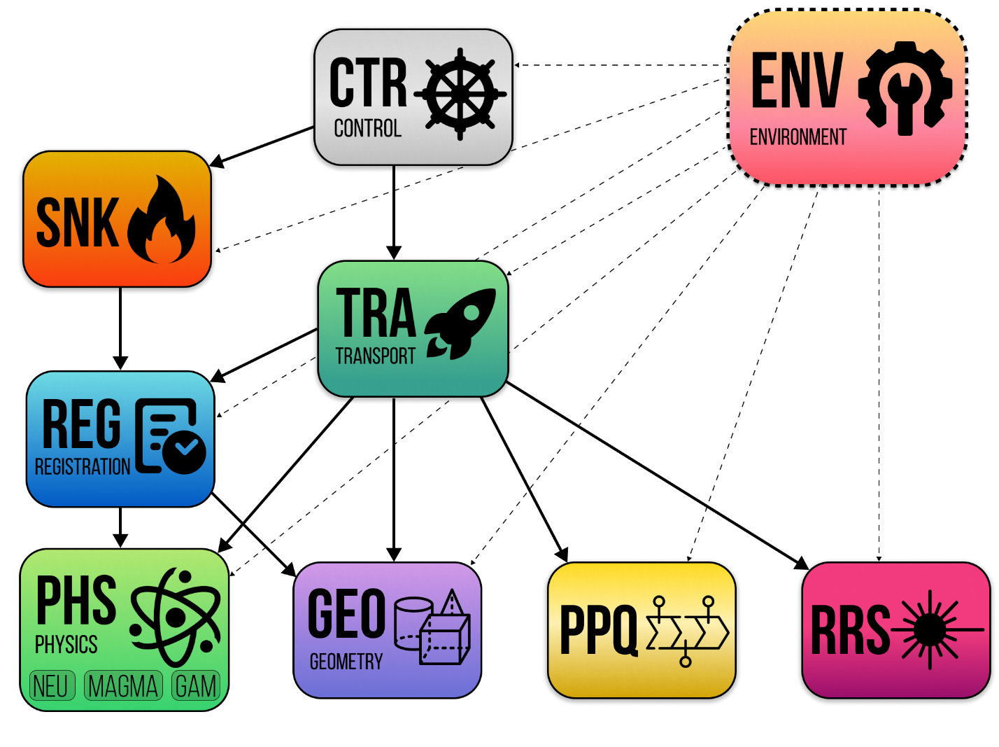 CTR
CONTROL
ENV
ENVIRONMENT
SNK
TRA
TRANSPORT
REG
REGISTRATION
PHS
PHYSICS
NEU MAGMA GAM
GEO
GEOMETRY
PPQ
RRS